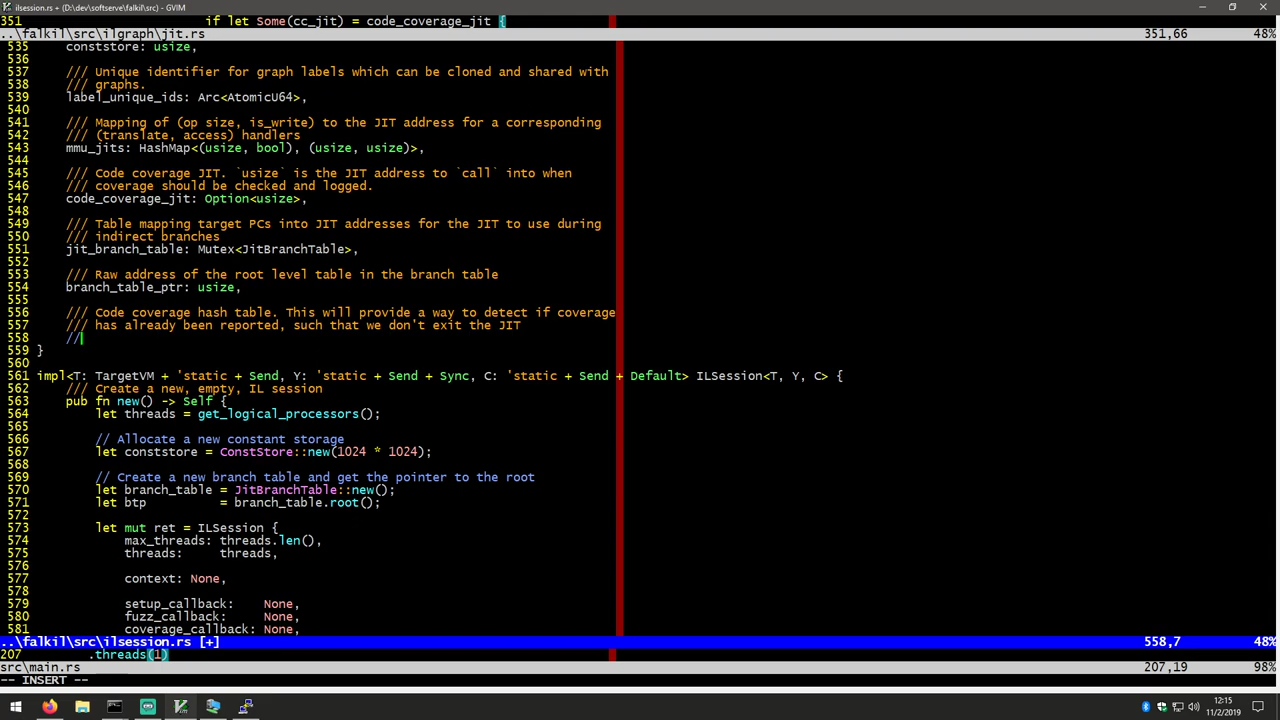 ilsession.rs + (D:\dev\softserve\falkil\src) - GVIM
351                         if let Some(cc_jit) = code_coverage_jit {
..\falkil\src\ilgraph\jit.rs 351,66 48%
535     conststore: usize,
536
537     /// Unique identifier for graph labels which can be cloned and shared with
538     /// graphs.
539     label_unique_ids: Arc<AtomicU64>,
540
541     /// Mapping of (op size, is_write) to the JIT address for a corresponding
542     /// (translate, access) handlers
543     mmu_jits: HashMap<(usize, bool), (usize, usize)>,
544
545     /// Code coverage JIT. `usize` is the JIT address to `call` into when
546     /// coverage should be checked and logged.
547     code_coverage_jit: Option<usize>,
548
549     /// Table mapping target PCs into JIT addresses for the JIT to use during
550     /// indirect branches
551     jit_branch_table: Mutex<JitBranchTable>,
552
553     /// Raw address of the root level table in the branch table
554     branch_table_ptr: usize,
555
556     /// Code coverage hash table. This will provide a way to detect if coverage
557     /// has already been reported, such that we don't exit the JIT
558     //
559 }
560
561 impl<T: TargetVM + 'static + Send, Y: 'static + Send + Sync, C: 'static + Send + Default> ILSession<T, Y, C> {
562     /// Create a new, empty, IL session
563     pub fn new() -> Self {
564         let threads = get_logical_processors();
565
566         // Allocate a new constant storage
567         let conststore = ConstStore::new(1024 * 1024);
568
569         // Create a new branch table and get the pointer to the root
570         let branch_table = JitBranchTable::new();
571         let btp          = branch_table.root();
572
573         let mut ret = ILSession {
574             max_threads: threads.len(),
575             threads:     threads,
576
577             context: None,
578
579             setup_callback:    None,
580             fuzz_callback:     None,
581             coverage_callback: None,
..\falkil\src\ilsession.rs [+] 558,7 48%
207         .threads(1)
src\main.rs 207,19 98%
-- INSERT --
12:15
11/2/2019